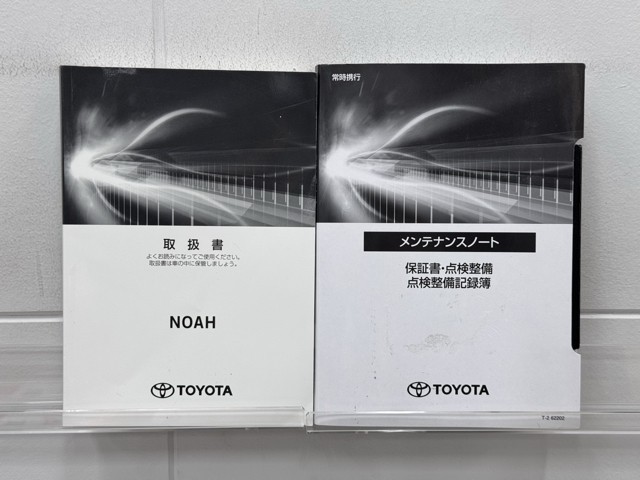 取扱書
よくお読みになってご使用ください。
取扱書は車の中に保管しましょう。
NOAH
TOYOTA
常時携行
メンテナンスノート
保証書・点検整備
点検整備記録簿
TOYOTA